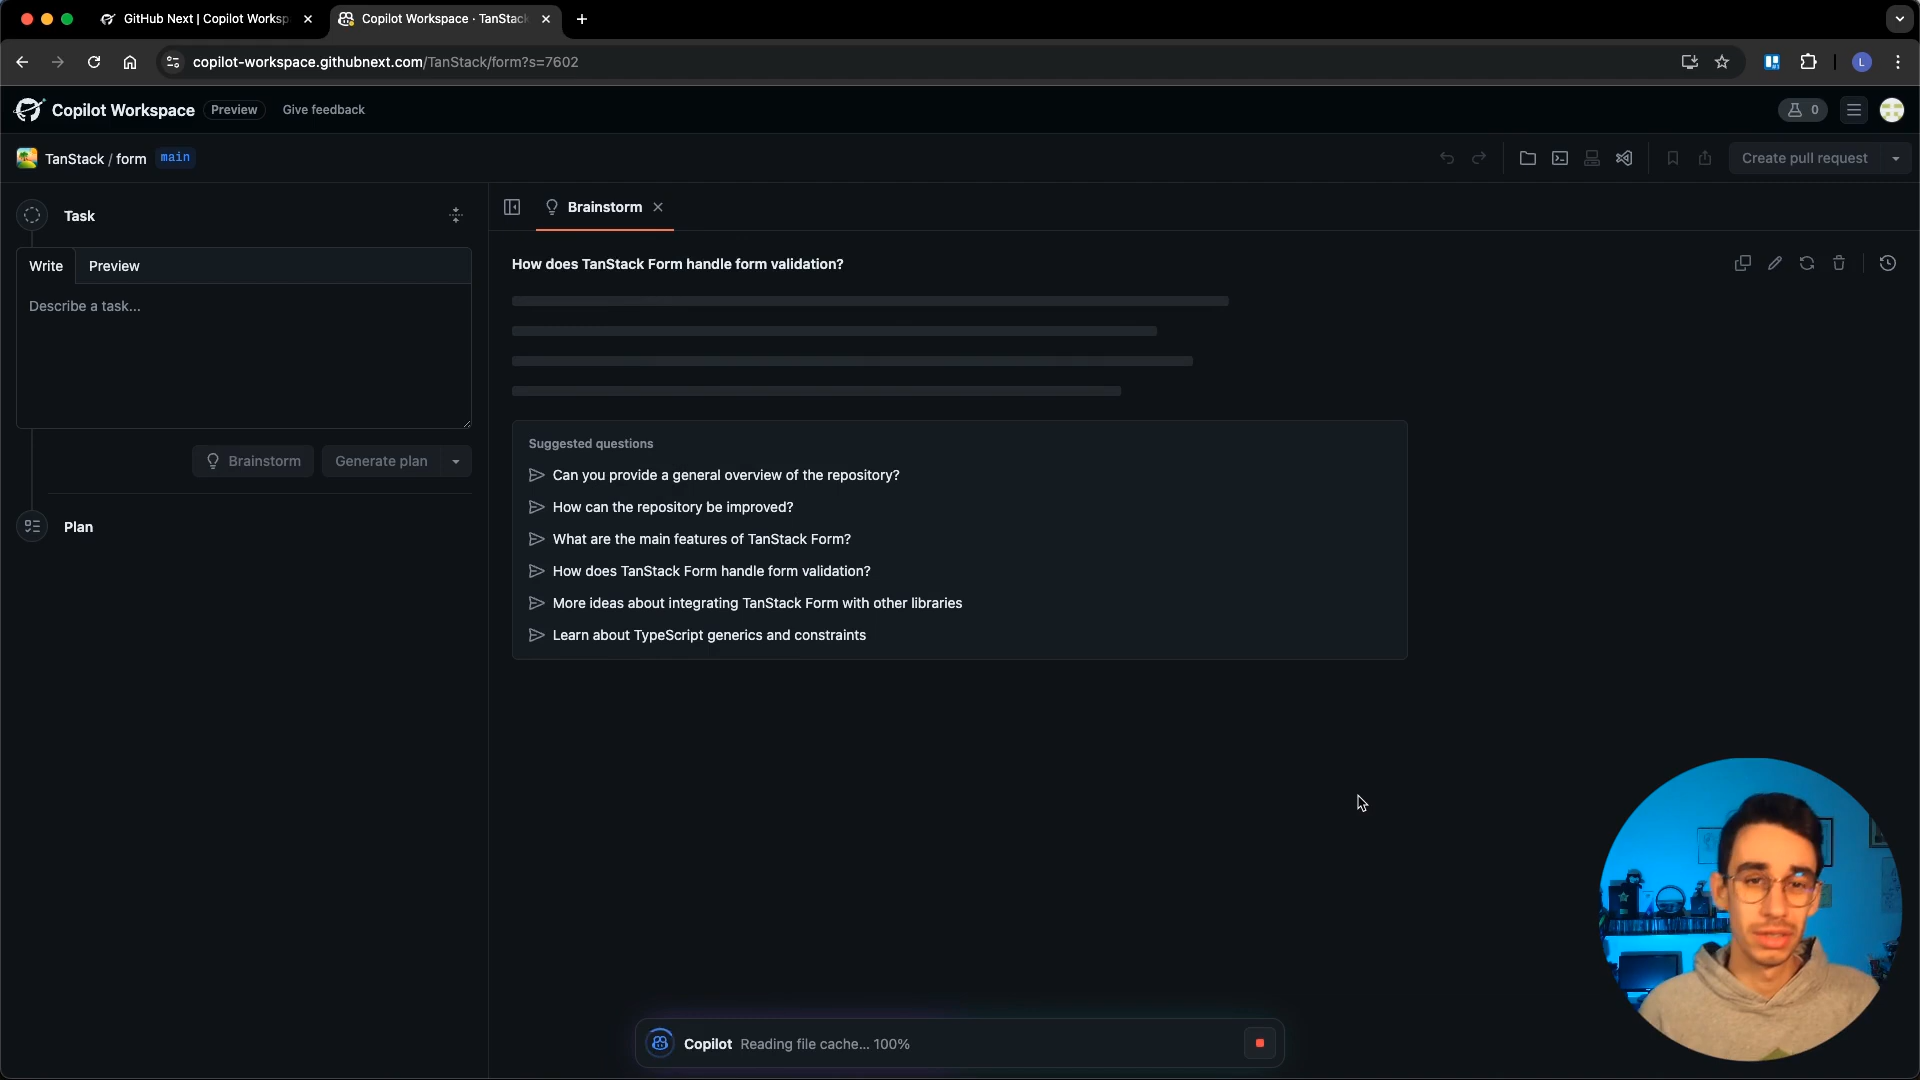 GitHub Next | Copilot Worksp
Copilot Workspace · TanStack
copilot-workspace.githubnext.com/TanStack/form?s=7602
L
Copilot Workspace
Preview
Give feedback
0
TanStack / form
main
Create pull request
Task
Brainstorm
Write
Preview
How does TanStack Form handle form validation?
Describe a task...
Suggested questions
Can you provide a general overview of the repository?
How can the repository be improved?
What are the main features of TanStack Form?
How does TanStack Form handle form validation?
More ideas about integrating TanStack Form with other libraries
Learn about TypeScript generics and constraints
Brainstorm
Generate plan
Plan
Copilot Reading file cache... 100%